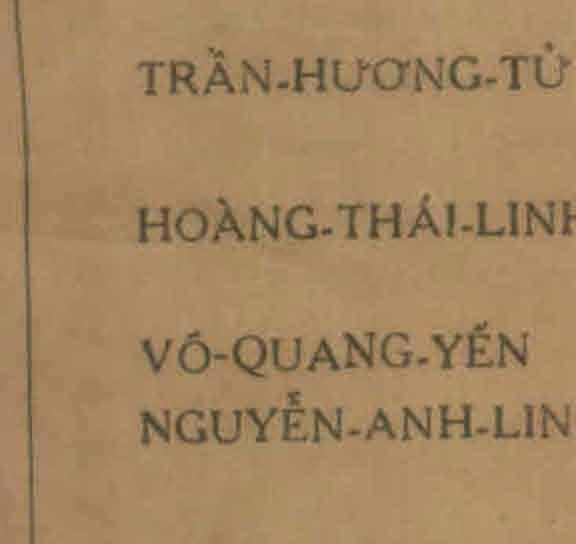 TRẦN-HƯƠNG-TỬ
HOÀNG-THÁI-LINH
VÕ-QUANG-YẾN
NGUYỄN-ANH-LIN